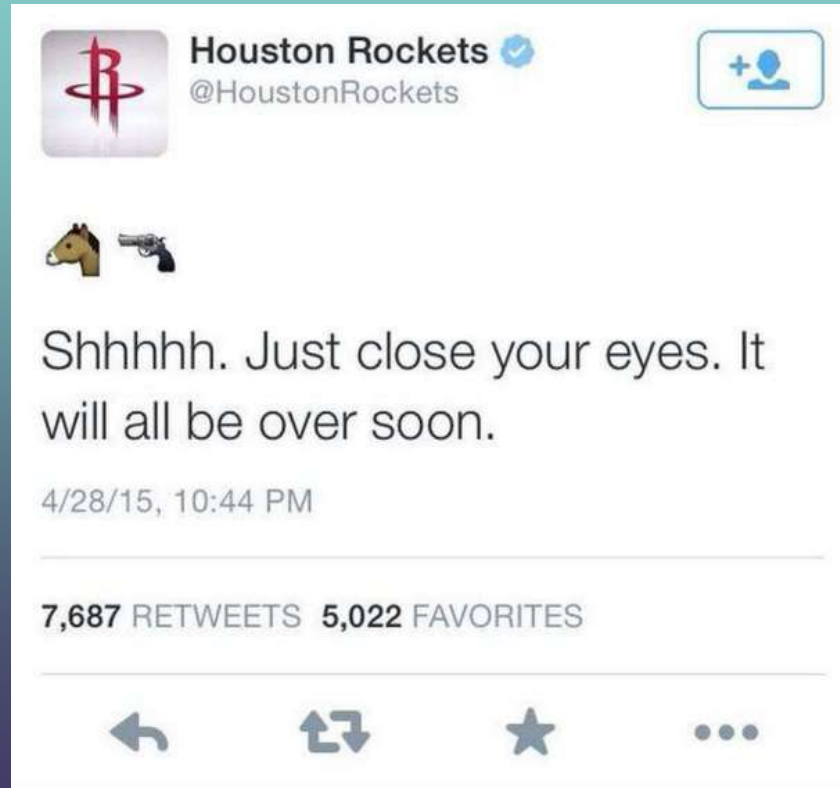 Houston Rockets
@HoustonRockets
🐴🔫
Shhhhh. Just close your eyes. It
will all be over soon.
4/28/15, 10:44 PM
7,687 RETWEETS 5,022 FAVORITES